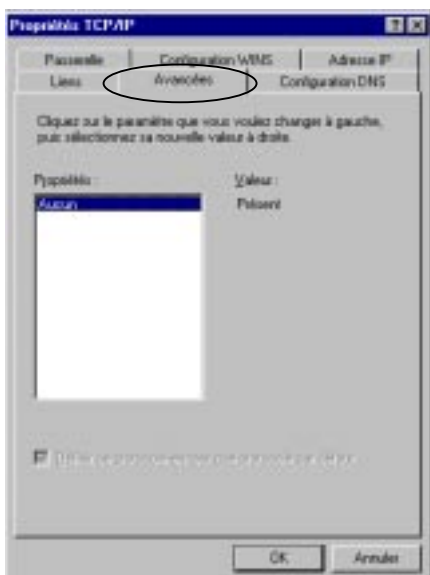 Propriétés TCP/IP
Passerelle
Configuration WINS
Adresse IP
Liens
Avancées
Configuration DNS
Cliquez sur le paramètre que vous voulez changer à gauche,
puis sélectionnez sa nouvelle valeur à droite.
Propriétés :
Valeur :
Aucun
Présent
OK
Annuler